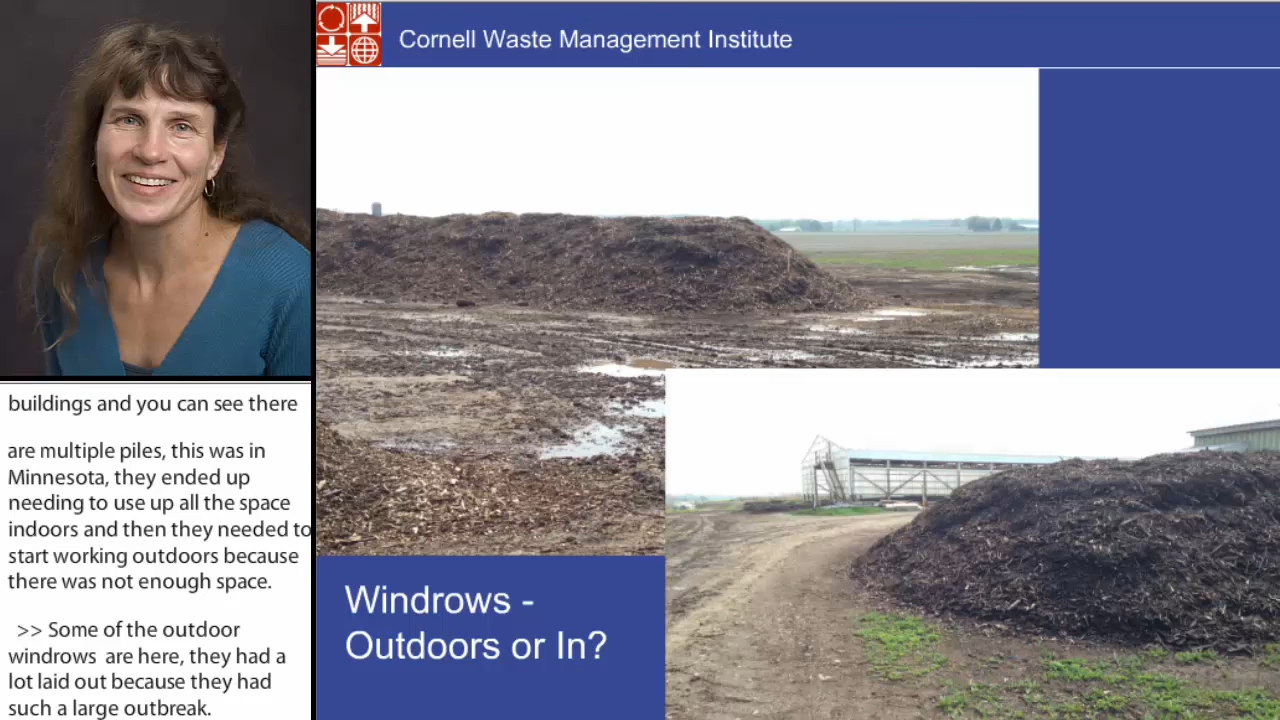 Cornell Waste Management Institute
buildings and you can see there
are multiple piles, this was in
Minnesota, they ended up
needing to use up all the space
indoors and then they needed to
start working outdoors because
there was not enough space.
>> Some of the outdoor
windrows are here, they had a
lot laid out because they had
such a large outbreak.
Windrows -
Outdoors or In?